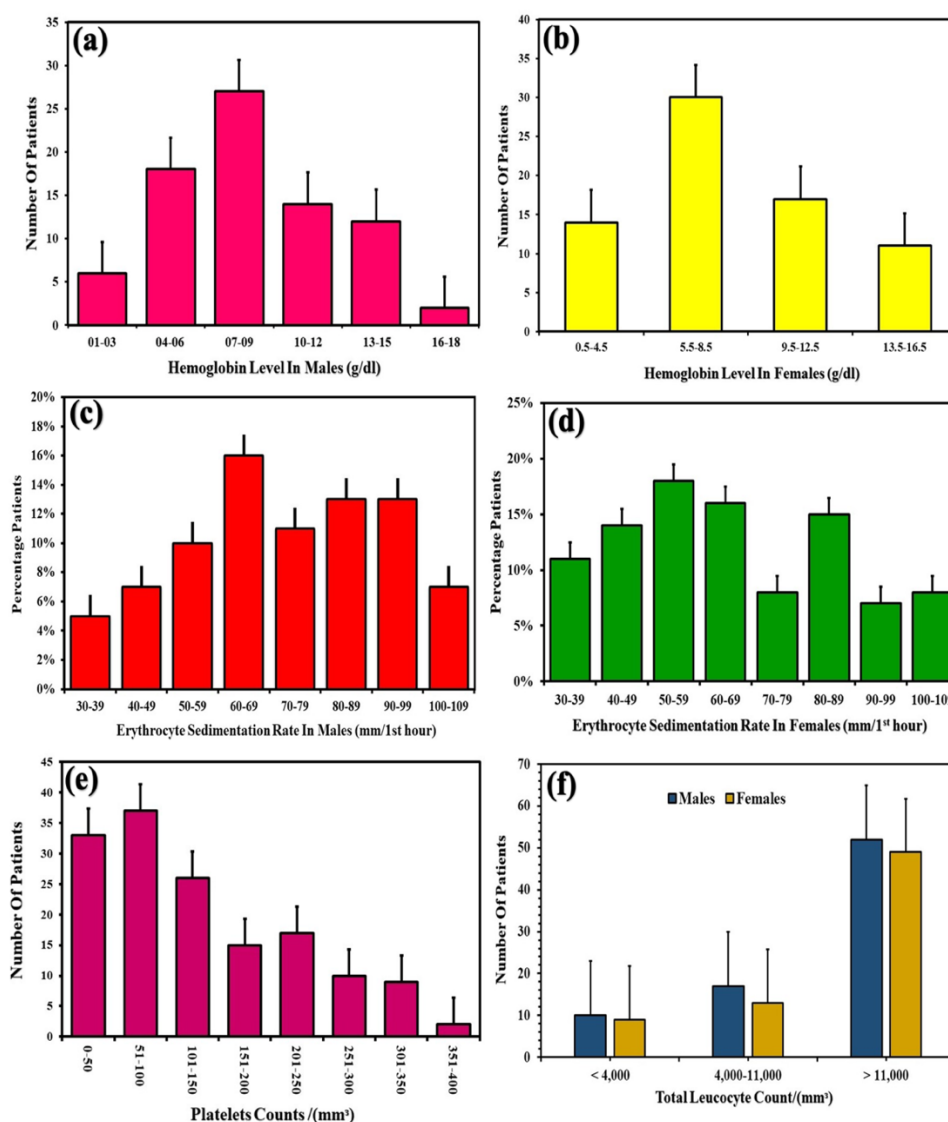 (a)
35
30
25
20
15
10
5
0
Number Of Patients
01-03 04-06 07-09 10-12 13-15 16-18
Hemoglobin Level In Males (g/dl)
(b)
40
35
30
25
20
15
10
5
0
Number Of Patients
0.5-4.5 5.5-8.5 9.5-12.5 13.5-16.5
Hemoglobin Level In Females (g/dl)
(c)
20%
18%
16%
14%
12%
10%
8%
6%
4%
2%
0%
Percentage Patients
30-39 40-49 50-59 60-69 70-79 80-89 90-99 100-109
Erythrocyte Sedimentation Rate In Males (mm/1st hour)
(d)
25%
20%
15%
10%
5%
0%
Percentage Patients
30-39 40-49 50-59 60-69 70-79 80-89 90-99 100-109
Erythrocyte Sedimentation Rate In Females (mm/1st hour)
(e)
45
40
35
30
25
20
15
10
5
0
Number Of Patients
0-50 51-100 101-150 151-200 201-250 251-300 301-350 351-400
Platelets Counts /(mm³)
(f)
Males Females
70
60
50
40
30
20
10
0
Number Of Patients
< 4,000 4,000-11,000 > 11,000
Total Leucocyte Count/(mm³)